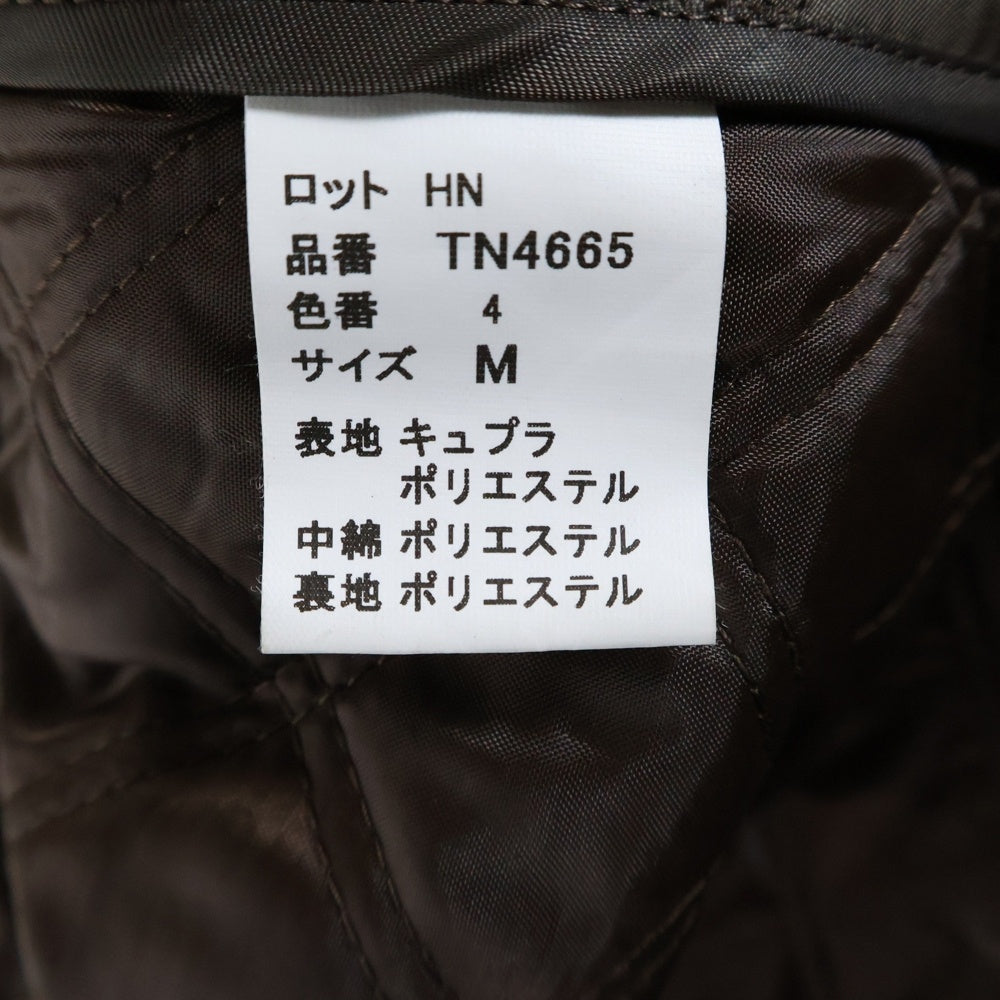 ロット HN
品番 TN4665
色番 4
サイズ M
表地 キュプラ
ポリエステル
中綿 ポリエステル
裏地 ポリエステル